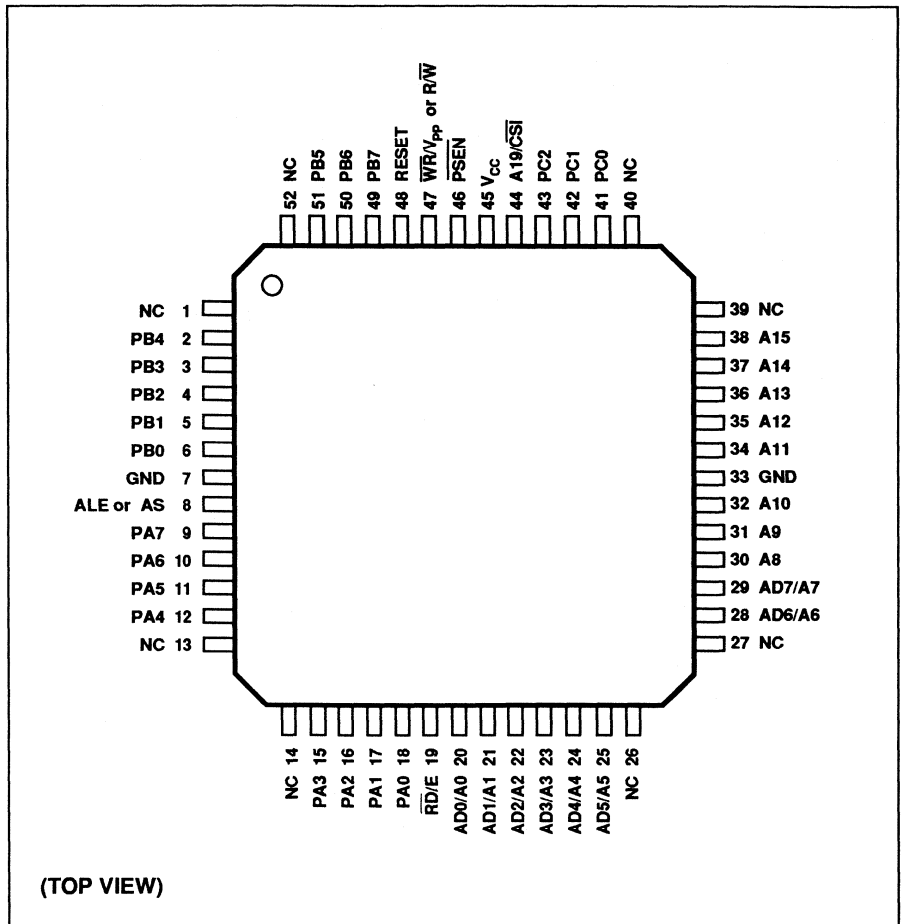 52 NC
51 PB5
50 PB6
49 PB7
48 RESET
47 W̅R̅/Vpp or R/W̅
46 P̅S̅E̅N̅
45 VCC
44 A19/C̅S̅I̅
43 PC2
42 PC1
41 PC0
40 NC
NC 1
PB4 2
PB3 3
PB2 4
PB1 5
PB0 6
GND 7
ALE or AS 8
PA7 9
PA6 10
PA5 11
PA4 12
NC 13
39 NC
38 A15
37 A14
36 A13
35 A12
34 A11
33 GND
32 A10
31 A9
30 A8
29 AD7/A7
28 AD6/A6
27 NC
NC 14
PA3 15
PA2 16
PA1 17
PA0 18
R̅D̅/E 19
AD0/A0 20
AD1/A1 21
AD2/A2 22
AD3/A3 23
AD4/A4 24
AD5/A5 25
NC 26
(TOP VIEW)